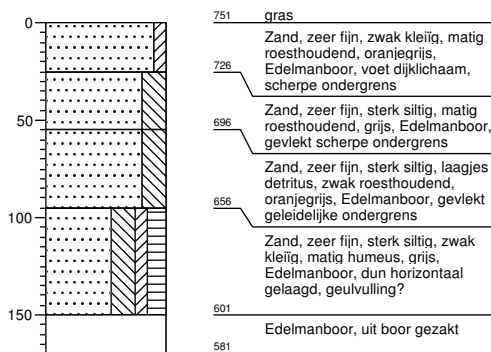 0
50
100
150
751 gras
Zand, zeer fijn, zwak kleiïg, matig
roesthoudend, oranjegrijs,
Edelmanboor, voet dijklichaam,
scherpe ondergrens
726
Zand, zeer fijn, sterk siltig, matig
roesthoudend, grijs, Edelmanboor,
gevlekt scherpe ondergrens
696
Zand, zeer fijn, sterk siltig, laagjes
detritus, zwak roesthoudend,
oranjegrijs, Edelmanboor, gevlekt
geleidelijke ondergrens
656
Zand, zeer fijn, sterk siltig, zwak
kleiïg, matig humeus, grijs,
Edelmanboor, dun horizontaal
gelaagd, geulvulling?
601
Edelmanboor, uit boor gezakt
581